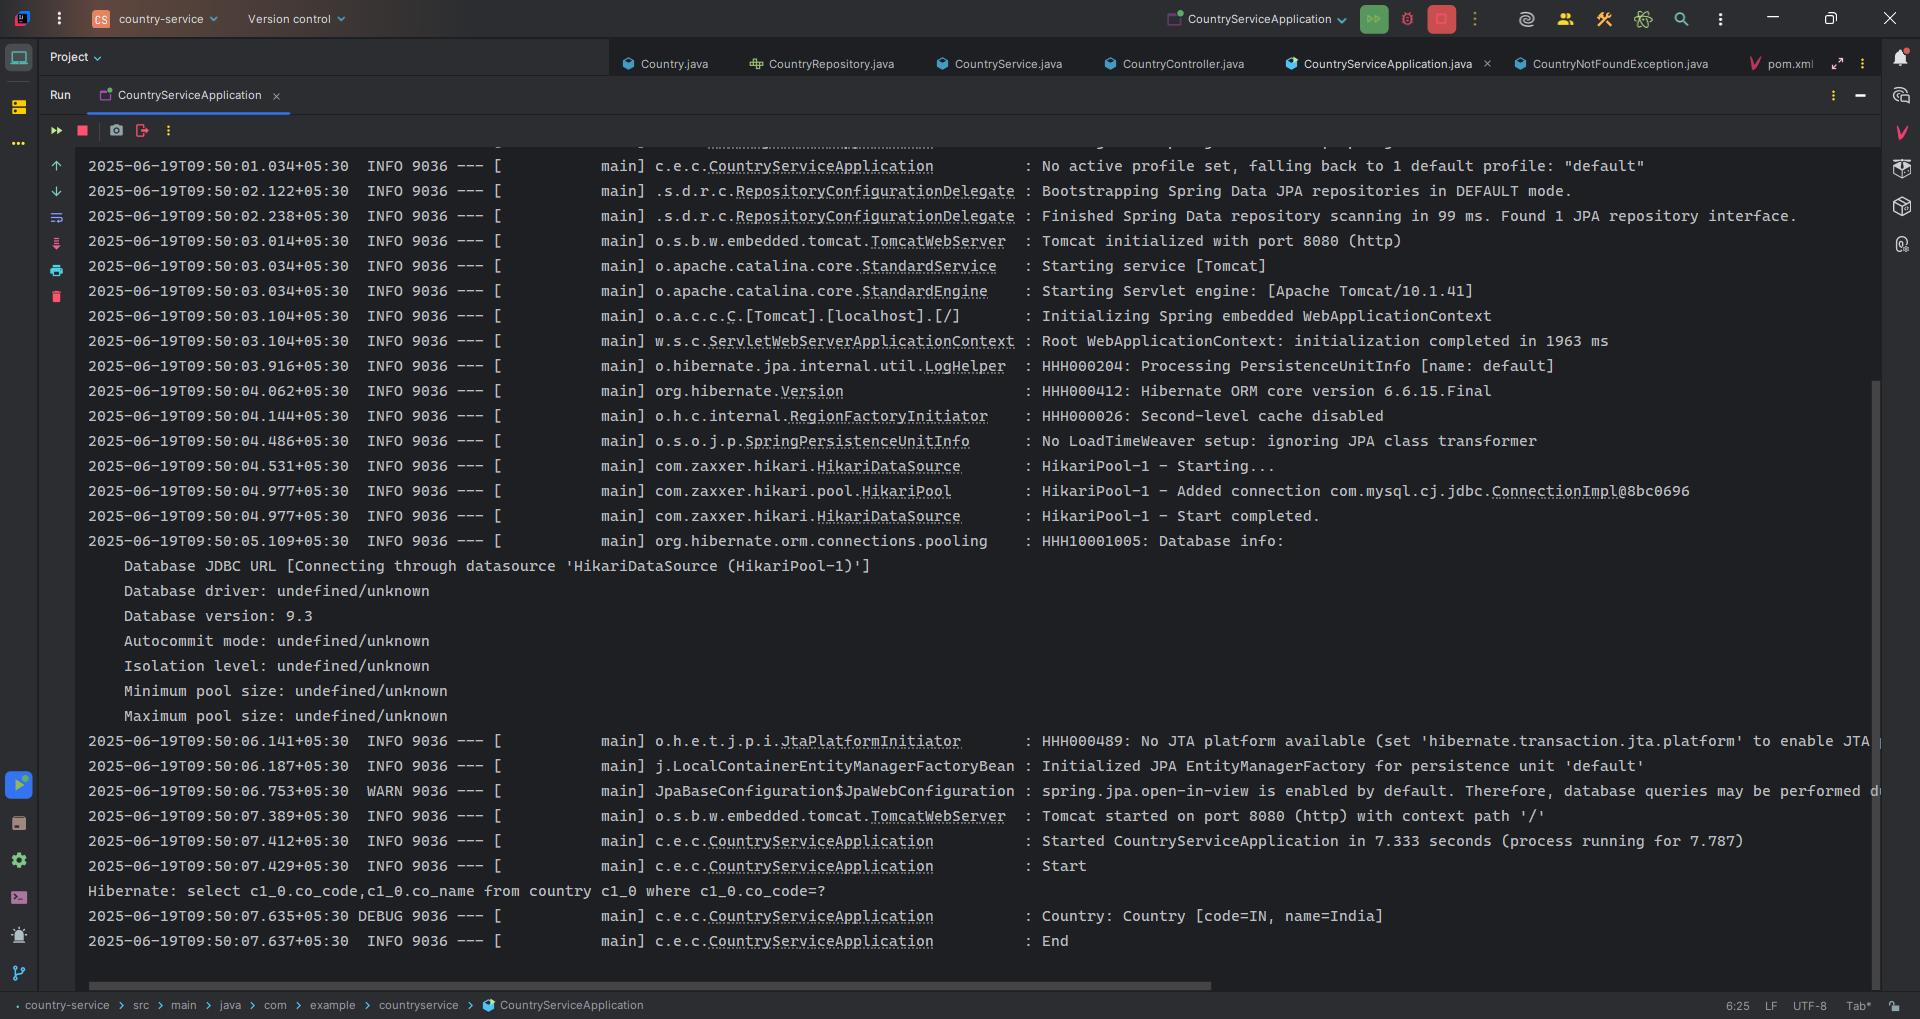 CS country-service Version control CountryServiceApplication
Project Country.java CountryRepository.java CountryService.java CountryController.java CountryServiceApplication.java CountryNotFoundException.java pom.xml
Run CountryServiceApplication
2025-06-19T09:50:01.034+05:30  INFO 9036 --- [           main] c.e.c.CountryServiceApplication          : No active profile set, falling back to 1 default profile: "default"
2025-06-19T09:50:02.122+05:30  INFO 9036 --- [           main] .s.d.r.c.RepositoryConfigurationDelegate : Bootstrapping Spring Data JPA repositories in DEFAULT mode.
2025-06-19T09:50:02.238+05:30  INFO 9036 --- [           main] .s.d.r.c.RepositoryConfigurationDelegate : Finished Spring Data repository scanning in 99 ms. Found 1 JPA repository interface.
2025-06-19T09:50:03.014+05:30  INFO 9036 --- [           main] o.s.b.w.embedded.tomcat.TomcatWebServer  : Tomcat initialized with port 8080 (http)
2025-06-19T09:50:03.034+05:30  INFO 9036 --- [           main] o.apache.catalina.core.StandardService   : Starting service [Tomcat]
2025-06-19T09:50:03.034+05:30  INFO 9036 --- [           main] o.apache.catalina.core.StandardEngine    : Starting Servlet engine: [Apache Tomcat/10.1.41]
2025-06-19T09:50:03.104+05:30  INFO 9036 --- [           main] o.a.c.c.C.[Tomcat].[localhost].[/]       : Initializing Spring embedded WebApplicationContext
2025-06-19T09:50:03.104+05:30  INFO 9036 --- [           main] w.s.c.ServletWebServerApplicationContext : Root WebApplicationContext: initialization completed in 1963 ms
2025-06-19T09:50:03.916+05:30  INFO 9036 --- [           main] o.hibernate.jpa.internal.util.LogHelper  : HHH000204: Processing PersistenceUnitInfo [name: default]
2025-06-19T09:50:04.062+05:30  INFO 9036 --- [           main] org.hibernate.Version                    : HHH000412: Hibernate ORM core version 6.6.15.Final
2025-06-19T09:50:04.144+05:30  INFO 9036 --- [           main] o.h.c.internal.RegionFactoryInitiator    : HHH000026: Second-level cache disabled
2025-06-19T09:50:04.486+05:30  INFO 9036 --- [           main] o.s.o.j.p.SpringPersistenceUnitInfo      : No LoadTimeWeaver setup: ignoring JPA class transformer
2025-06-19T09:50:04.531+05:30  INFO 9036 --- [           main] com.zaxxer.hikari.HikariDataSource       : HikariPool-1 - Starting...
2025-06-19T09:50:04.977+05:30  INFO 9036 --- [           main] com.zaxxer.hikari.pool.HikariPool        : HikariPool-1 - Added connection com.mysql.cj.jdbc.ConnectionImpl@8bc0696
2025-06-19T09:50:04.977+05:30  INFO 9036 --- [           main] com.zaxxer.hikari.HikariDataSource       : HikariPool-1 - Start completed.
2025-06-19T09:50:05.109+05:30  INFO 9036 --- [           main] org.hibernate.orm.connections.pooling    : HHH10001005: Database info:
Database JDBC URL [Connecting through datasource 'HikariDataSource (HikariPool-1)']
Database driver: undefined/unknown
Database version: 9.3
Autocommit mode: undefined/unknown
Isolation level: undefined/unknown
Minimum pool size: undefined/unknown
Maximum pool size: undefined/unknown
2025-06-19T09:50:06.141+05:30  INFO 9036 --- [           main] o.h.e.t.j.p.i.JtaPlatformInitiator       : HHH000489: No JTA platform available (set 'hibernate.transaction.jta.platform' to enable JTA
2025-06-19T09:50:06.187+05:30  INFO 9036 --- [           main] j.LocalContainerEntityManagerFactoryBean : Initialized JPA EntityManagerFactory for persistence unit 'default'
2025-06-19T09:50:06.753+05:30  WARN 9036 --- [           main] JpaBaseConfiguration$JpaWebConfiguration : spring.jpa.open-in-view is enabled by default. Therefore, database queries may be performed
2025-06-19T09:50:07.389+05:30  INFO 9036 --- [           main] o.s.b.w.embedded.tomcat.TomcatWebServer  : Tomcat started on port 8080 (http) with context path '/'
2025-06-19T09:50:07.412+05:30  INFO 9036 --- [           main] c.e.c.CountryServiceApplication          : Started CountryServiceApplication in 7.333 seconds (process running for 7.787)
2025-06-19T09:50:07.429+05:30  INFO 9036 --- [           main] c.e.c.CountryServiceApplication          : Start
Hibernate: select c1_0.co_code,c1_0.co_name from country c1_0 where c1_0.co_code=?
2025-06-19T09:50:07.635+05:30 DEBUG 9036 --- [           main] c.e.c.CountryServiceApplication          : Country: Country [code=IN, name=India]
2025-06-19T09:50:07.637+05:30  INFO 9036 --- [           main] c.e.c.CountryServiceApplication          : End
country-service > src > main > java > com > example > countryservice > CountryServiceApplication 6:25 LF UTF-8 Tab*